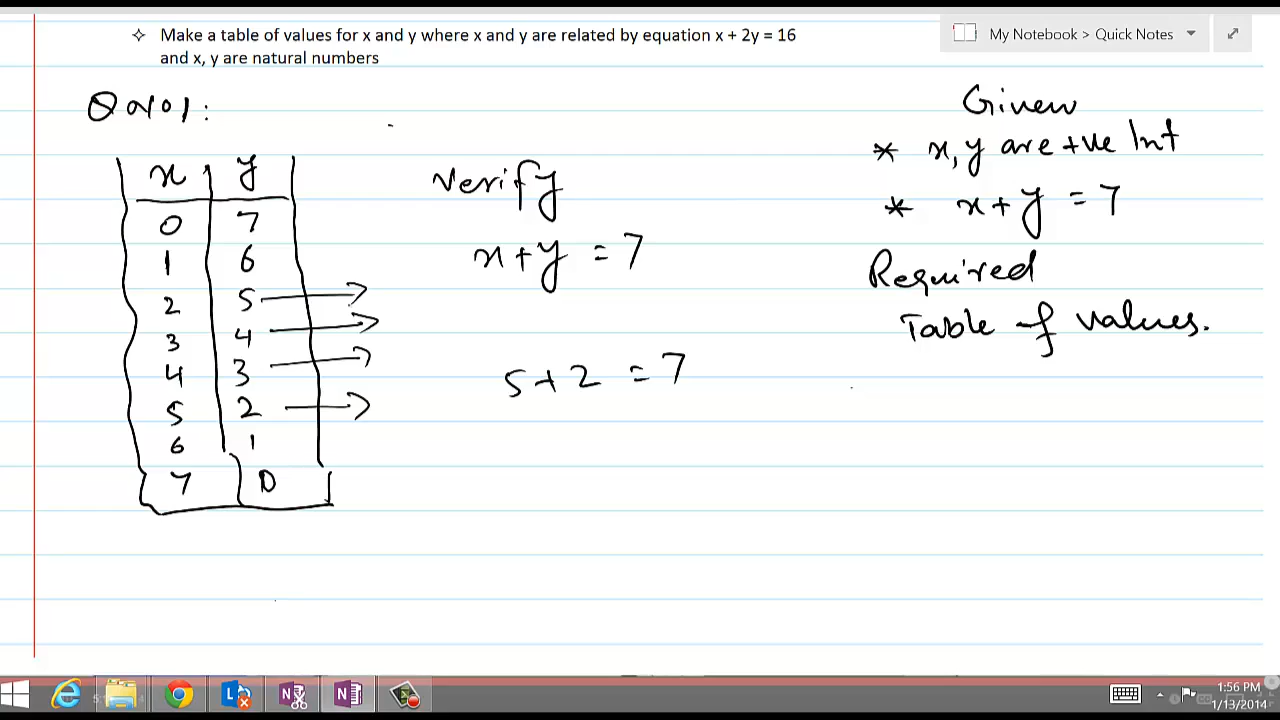 Make a table of values for x and y where x and y are related by equation x + 2y = 16
and x, y are natural numbers
My Notebook > Quick Notes
Q no1:
x y
0 7
1 6
2 5
3 4
4 3
5 2
6 1
7 0
Verify
x+y = 7
5+2 = 7
Given
* x, y are +ve Int
* x+y = 7
Required
Table of values.
1:56 PM
1/13/2014